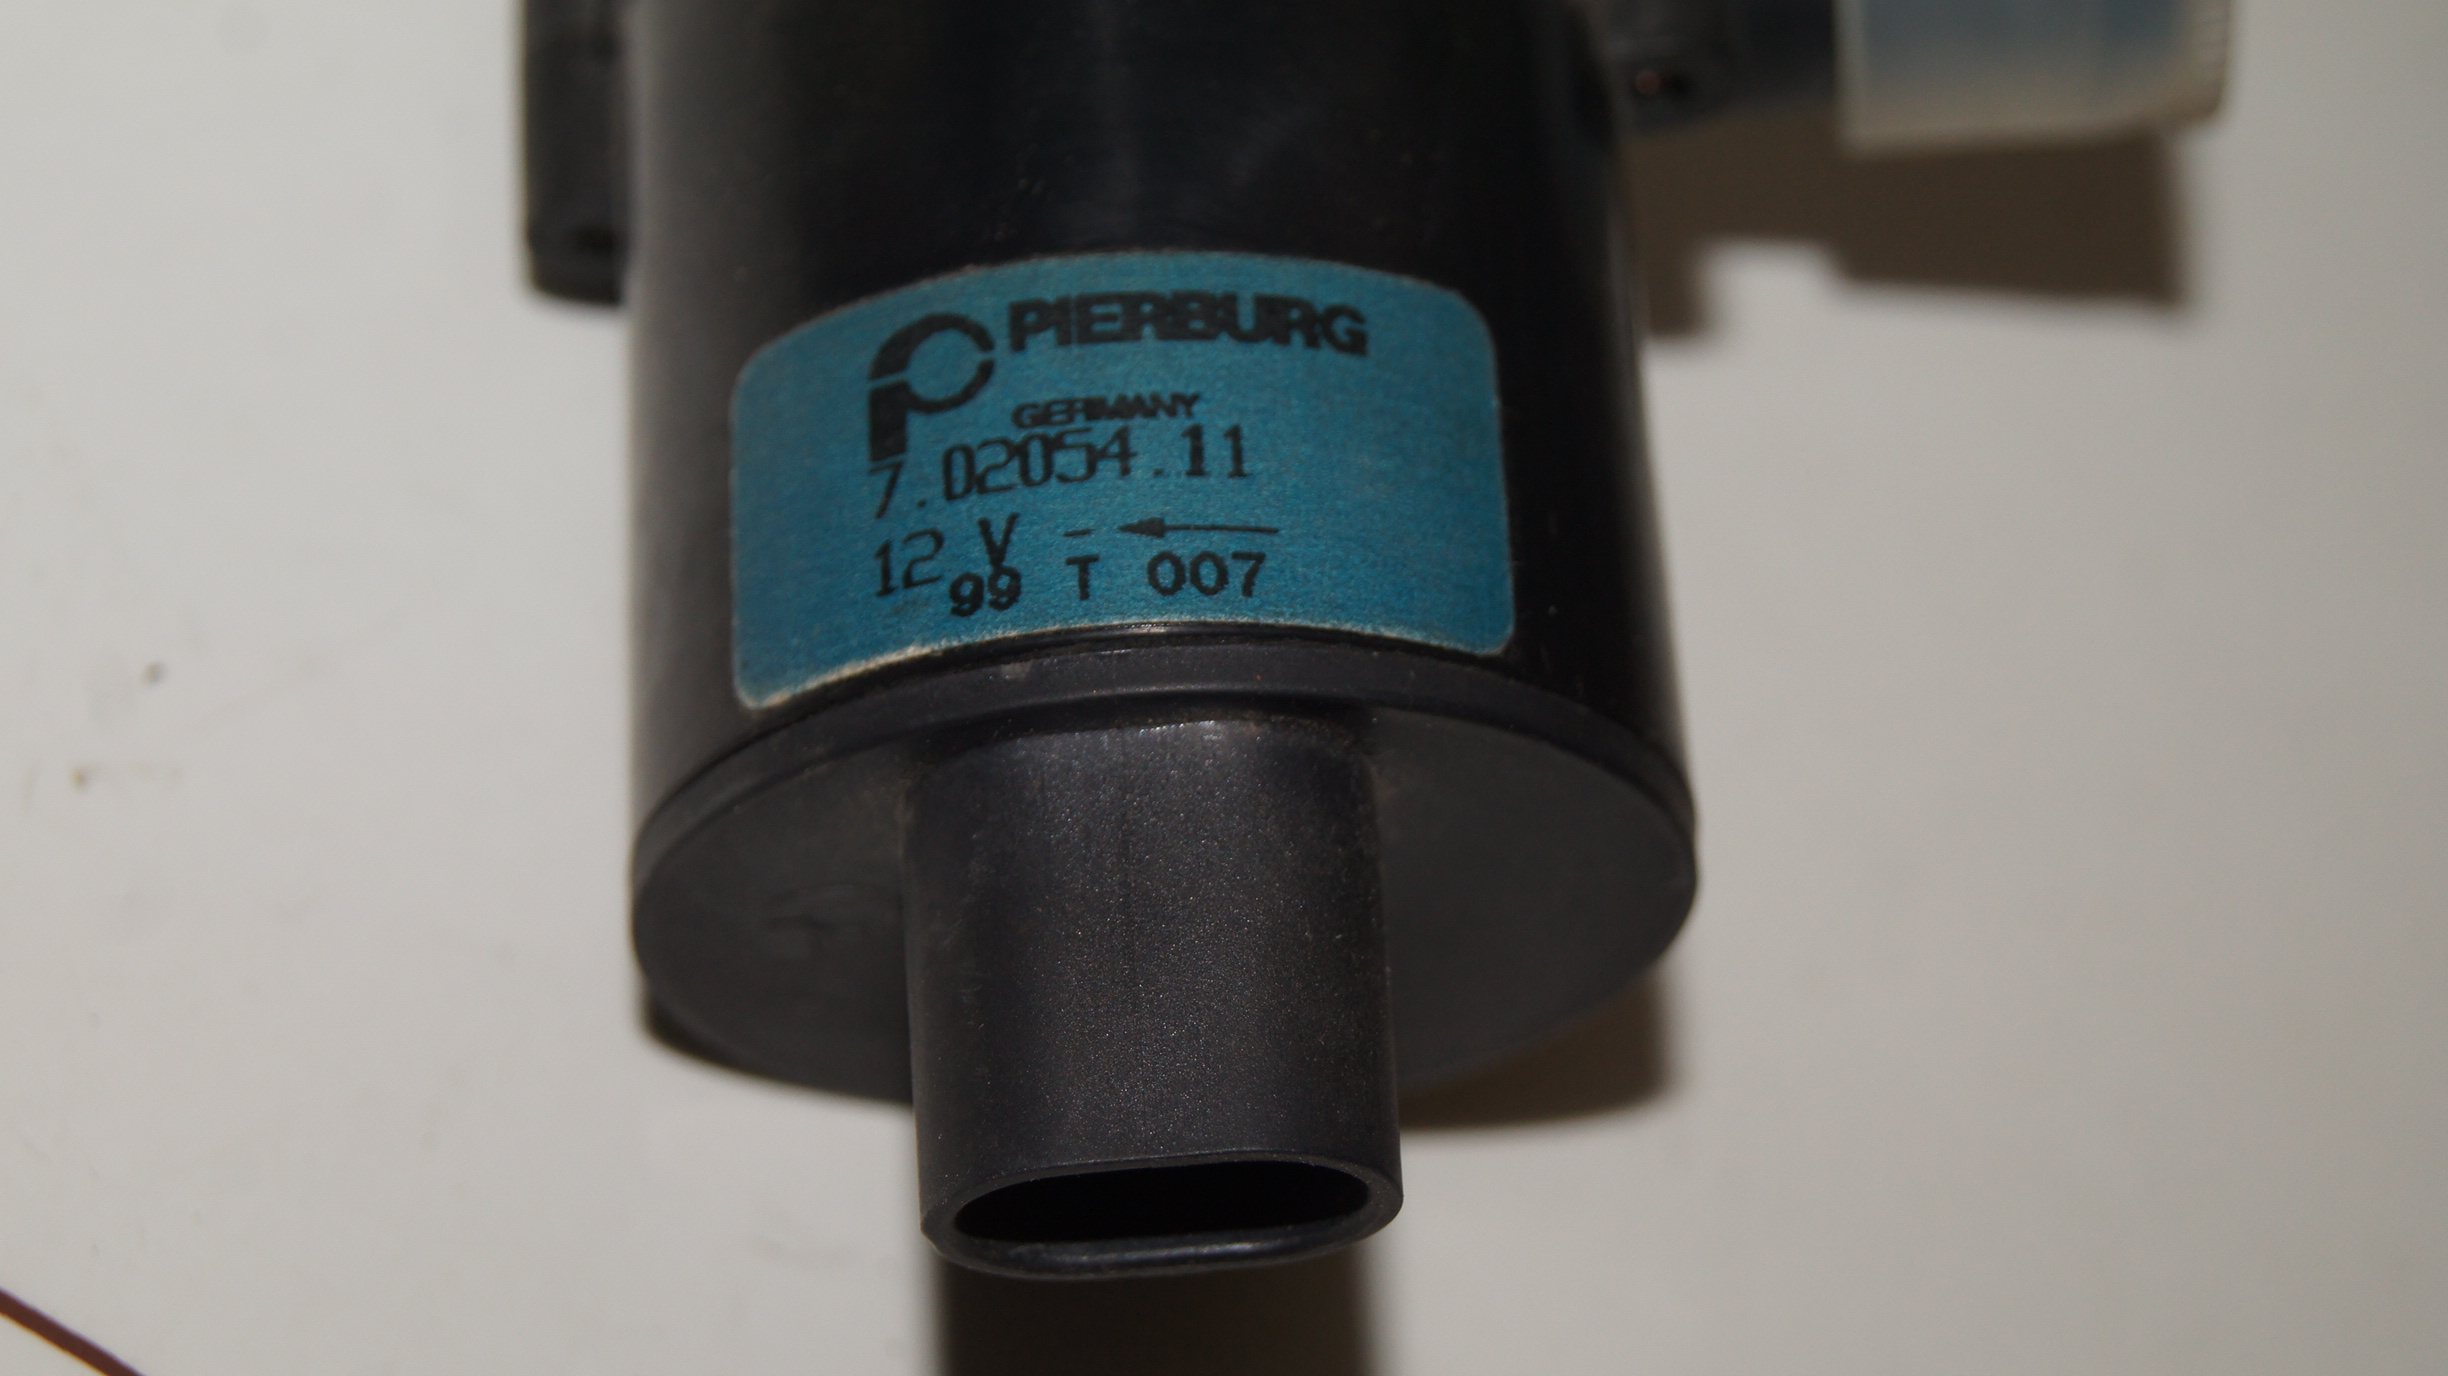 PIERBURG
GERMANY
7.02054.11
12 V - ←
99 T 007